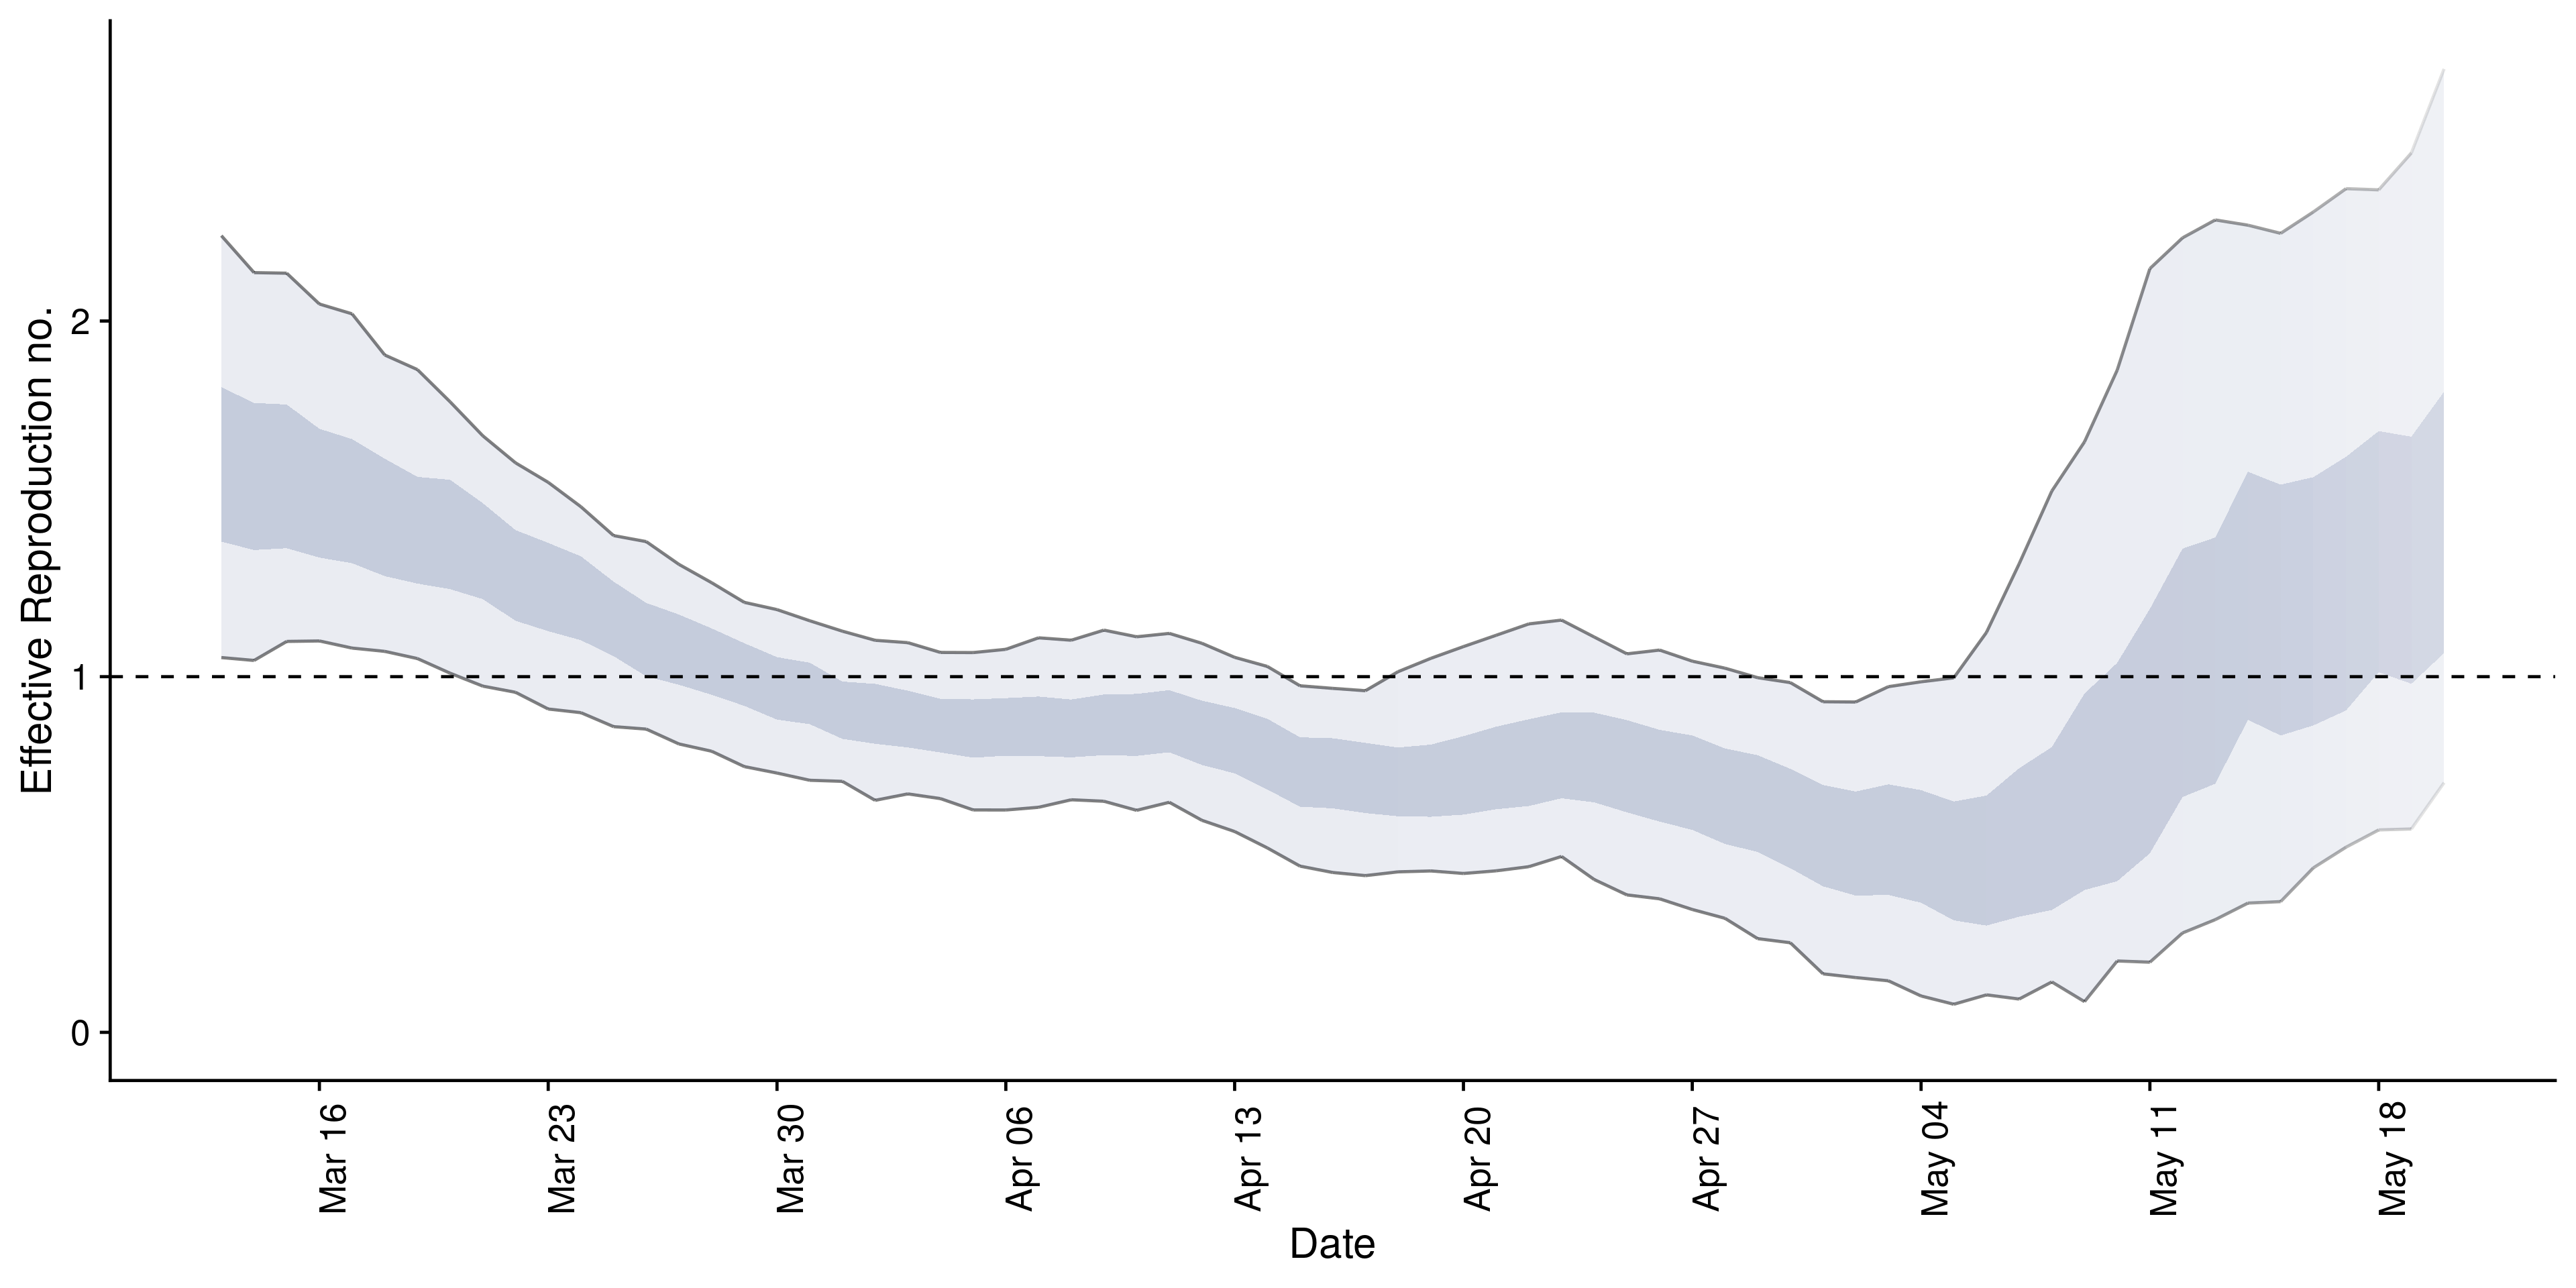 Effective Reproduction no.
2
1
0
Mar 16
Mar 23
Mar 30
Apr 06
Apr 13
Apr 20
Apr 27
May 04
May 11
May 18
Date